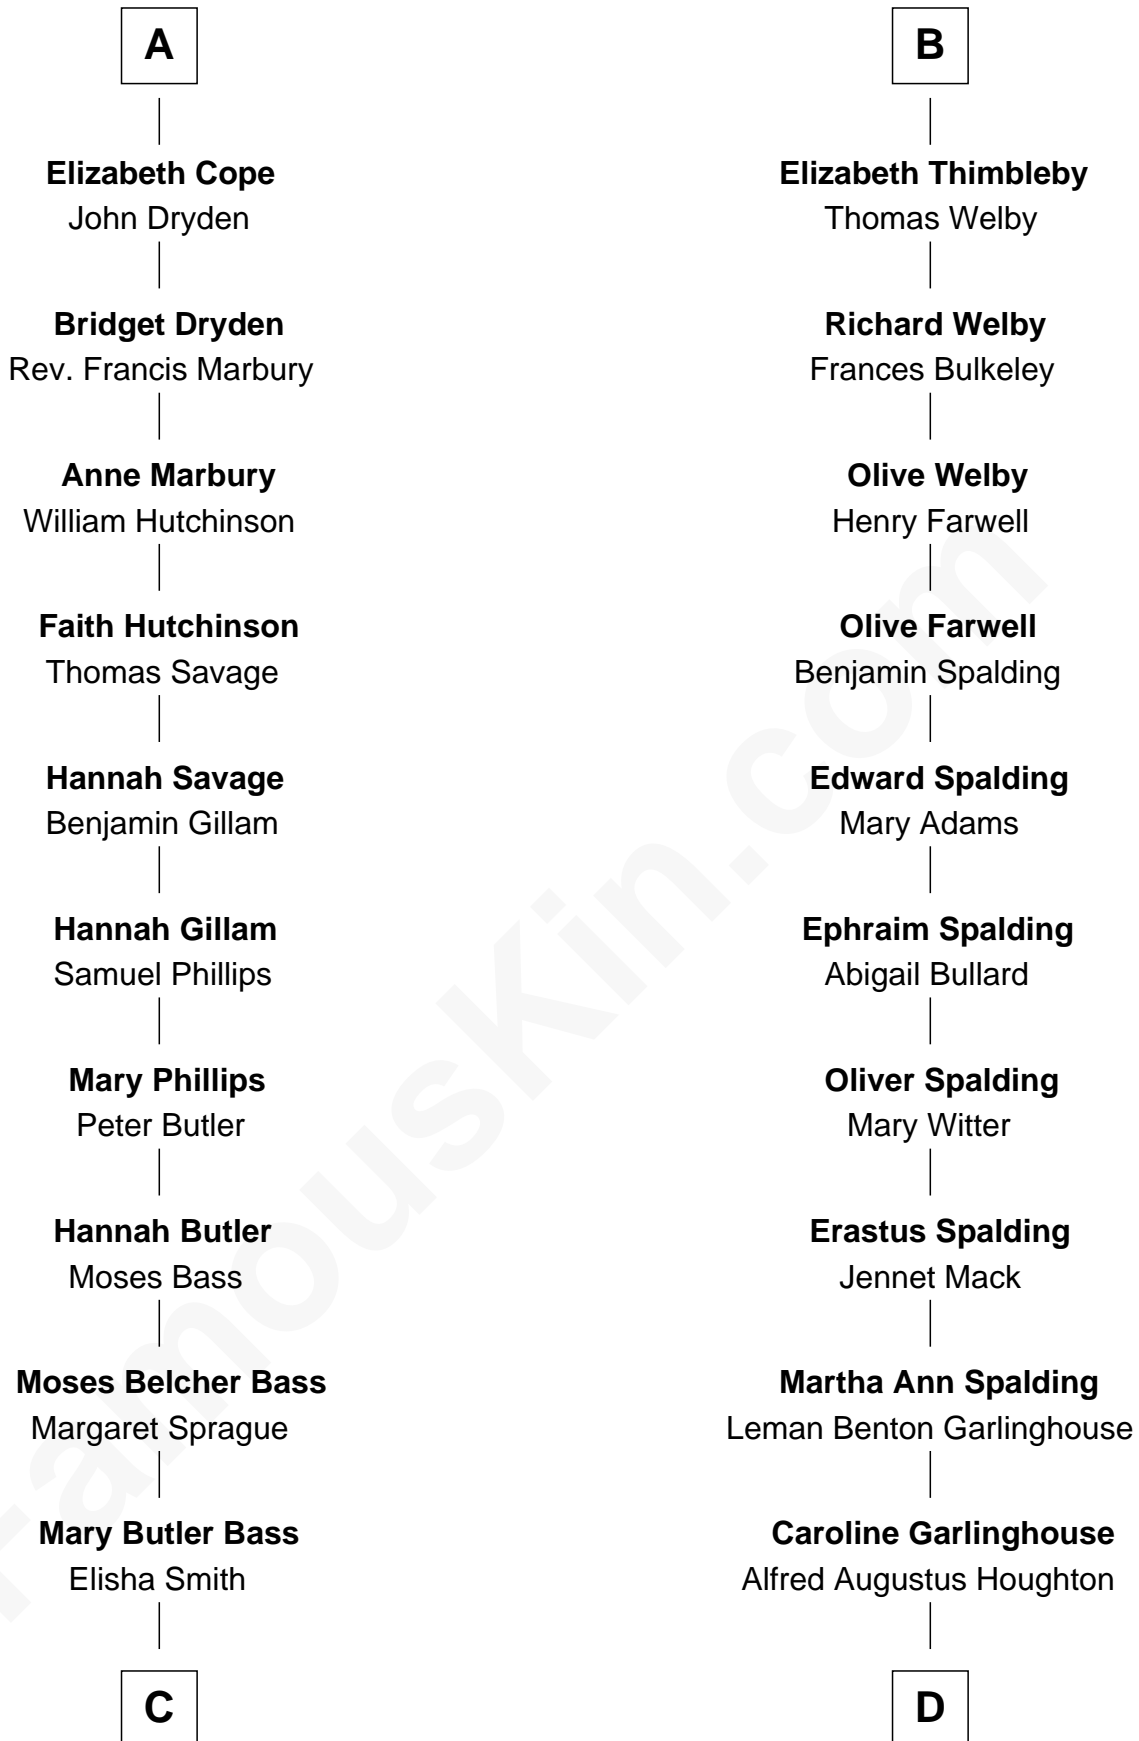 A
Elizabeth Cope
John Dryden
Bridget Dryden
Rev. Francis Marbury
Anne Marbury
William Hutchinson
Faith Hutchinson
Thomas Savage
Hannah Savage
Benjamin Gillam
Hannah Gillam
Samuel Phillips
Mary Phillips
Peter Butler
Hannah Butler
Moses Bass
Moses Belcher Bass
Margaret Sprague
Mary Butler Bass
Elisha Smith
C
B
Elizabeth Thimbleby
Thomas Welby
Richard Welby
Frances Bulkeley
Olive Welby
Henry Farwell
Olive Farwell
Benjamin Spalding
Edward Spalding
Mary Adams
Ephraim Spalding
Abigail Bullard
Oliver Spalding
Mary Witter
Erastus Spalding
Jennet Mack
Martha Ann Spalding
Leman Benton Garlinghouse
Caroline Garlinghouse
Alfred Augustus Houghton
D
FamousKin.com